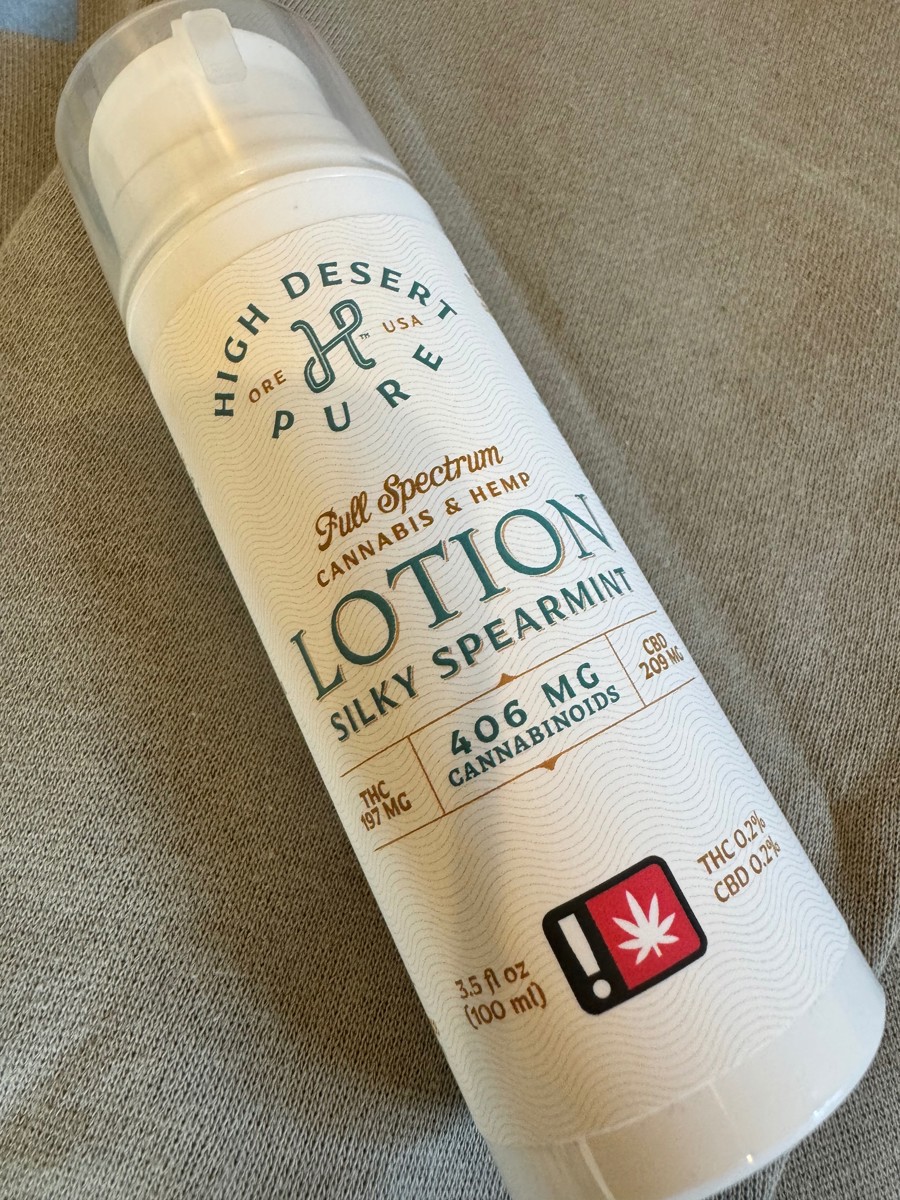 HIGH DESERT
ORE H™ USA
PURE
Full Spectrum
CANNABIS & HEMP
LOTION
SILKY SPEARMINT
THC
197 MG
406 MG
CANNABINOIDS
CBD
209 MG
THC 0.2%
CBD 0.2%
!
3.5 fl oz
(100 ml)